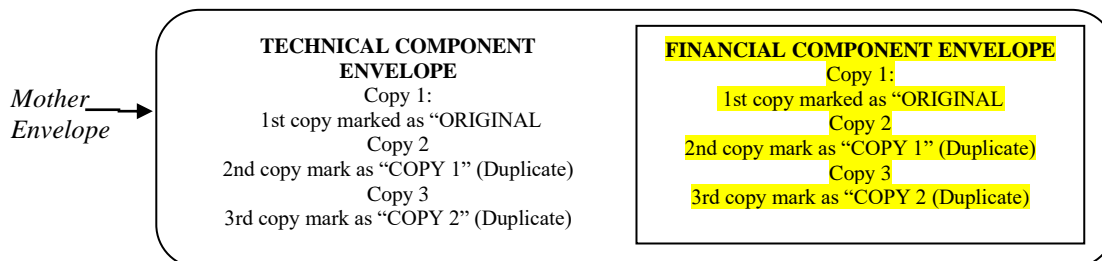 Mother
Envelope
TECHNICAL COMPONENT
ENVELOPE
Copy 1:
1st copy marked as “ORIGINAL
Copy 2
2nd copy mark as “COPY 1” (Duplicate)
Copy 3
3rd copy mark as “COPY 2” (Duplicate)
FINANCIAL COMPONENT ENVELOPE
Copy 1:
1st copy marked as “ORIGINAL
Copy 2
2nd copy mark as “COPY 1” (Duplicate)
Copy 3
3rd copy mark as “COPY 2 (Duplicate)